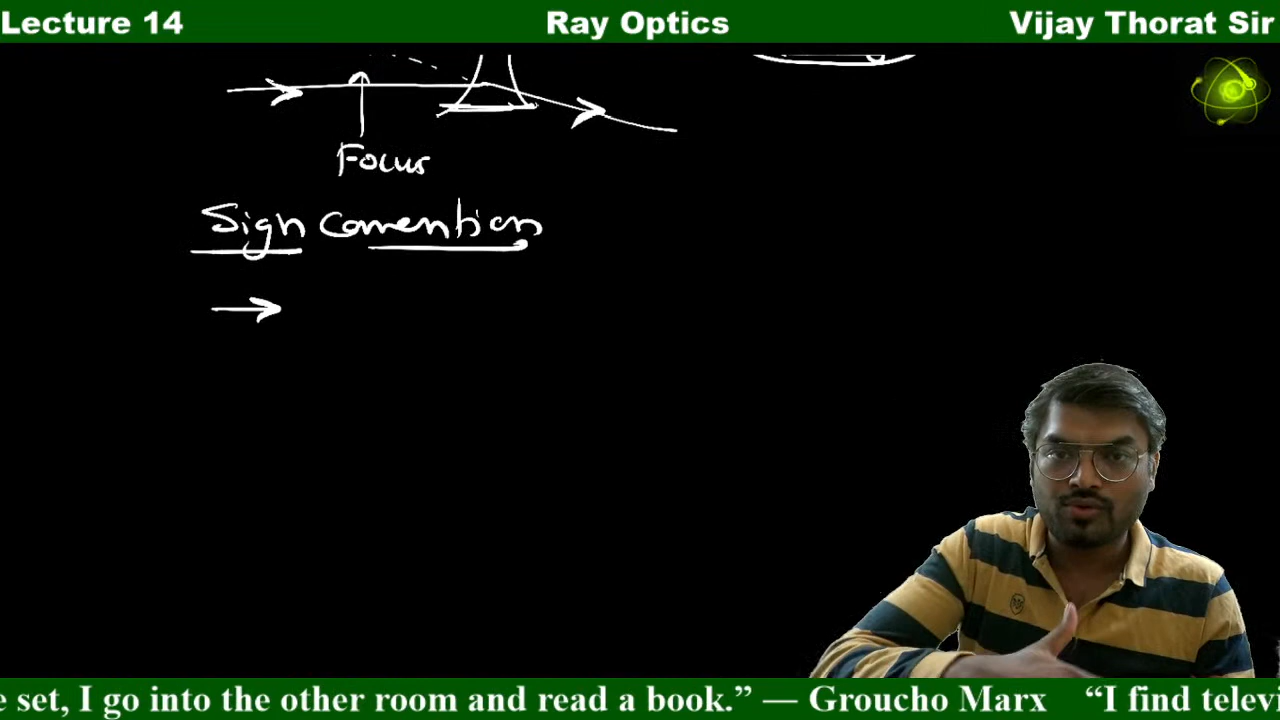 Lecture 14 Ray Optics Vijay Thorat Sir
Focus
Sign Convention
e set, I go into the other room and read a book.” — Groucho Marx “I find televi